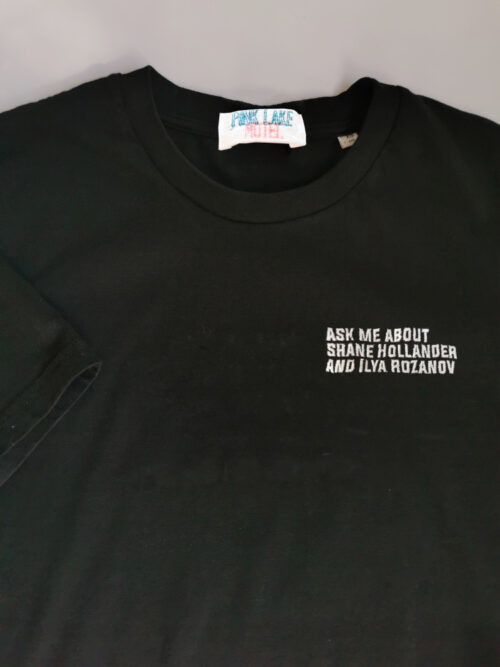 PINK LAKE
MOTEL
ASK ME ABOUT
SHANE HOLLANDER
AND ILYA ROZANOV